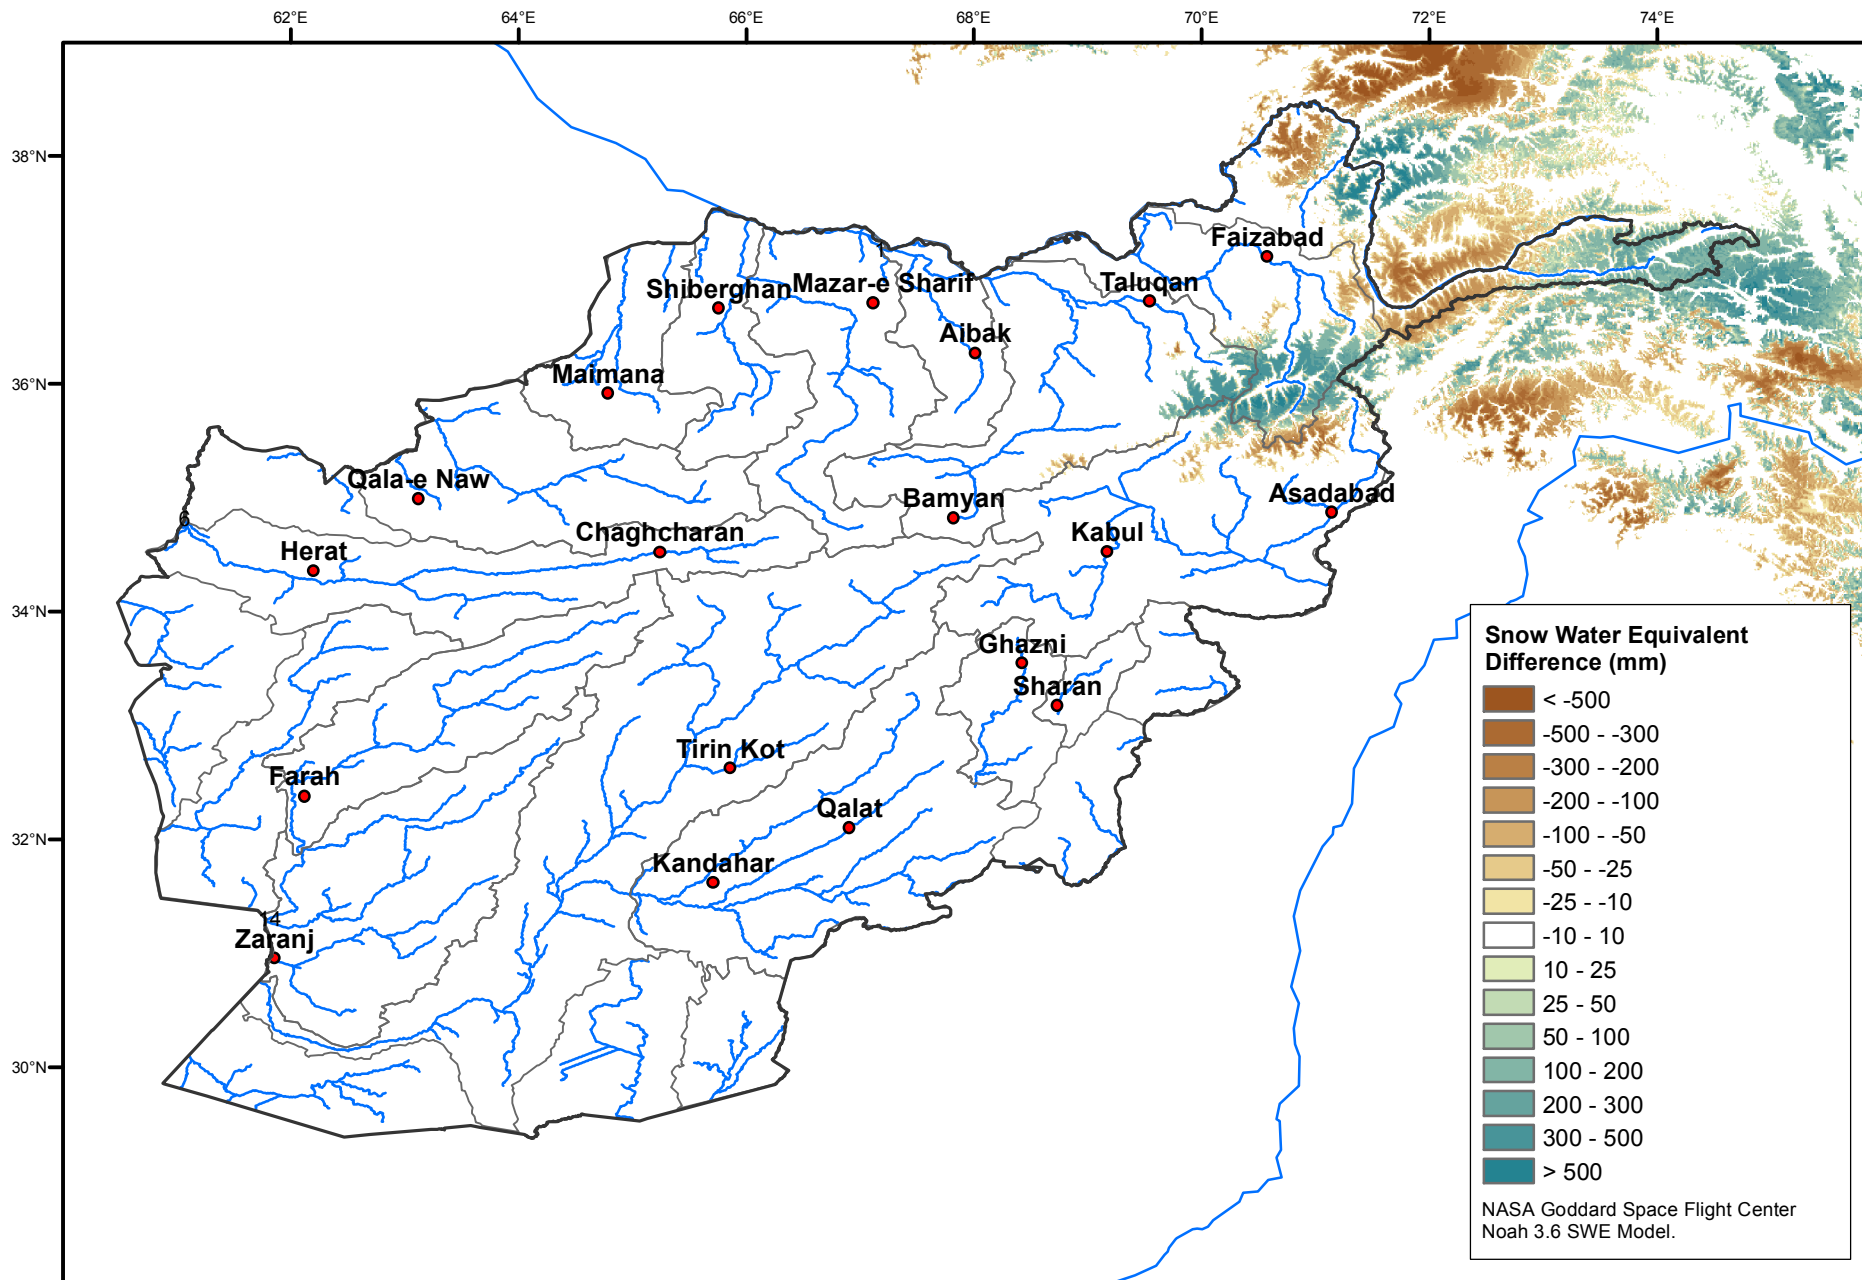 62°E
64°E
66°E
68°E
70°E
72°E
74°E
38°N
36°N
34°N
32°N
30°N
Faizabad
Shiberghan
Mazar-e Sharif
Taluqan
Aibak
Maimana
Qala-e Naw
Bamyan
Asadabad
6
Chaghcharan
Kabul
Herat
Ghazni
Sharan
Tirin Kot
Farah
Qalat
Kandahar
14
Zaranj
Snow Water Equivalent
Difference (mm)
< -500
-500 - -300
-300 - -200
-200 - -100
-100 - -50
-50 - -25
-25 - -10
-10 - 10
10 - 25
25 - 50
50 - 100
100 - 200
200 - 300
300 - 500
> 500
NASA Goddard Space Flight Center
Noah 3.6 SWE Model.